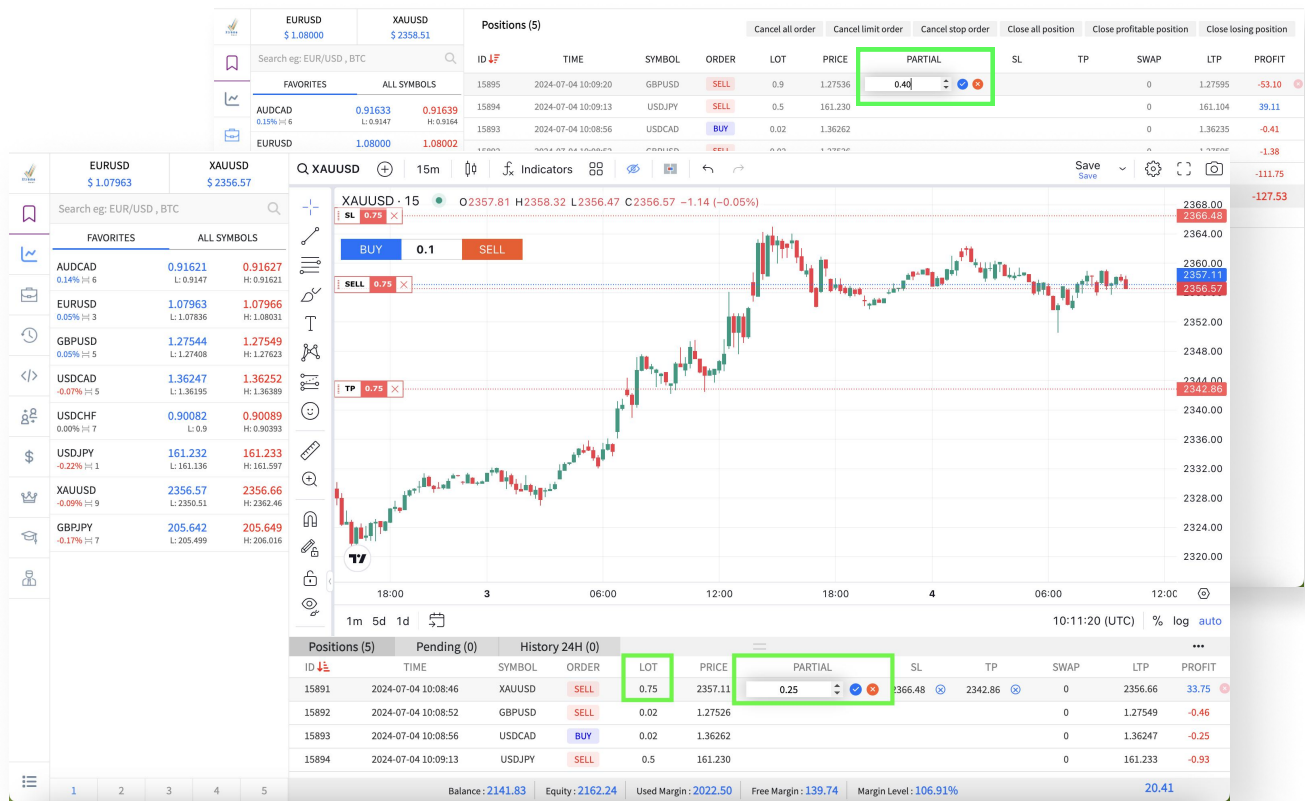 EURUSD XAUUSD
$ 1.08000 $ 2358.51
Search eg: EUR/USD , BTC
FAVORITES ALL SYMBOLS
AUDCAD 0.91633 0.91639
0.15% 6 L: 0.9147 H: 0.9164
EURUSD 1.08000 1.08002
Positions (5) Cancel all order Cancel limit order Cancel stop order Close all position Close profitable position Close losing position
ID TIME SYMBOL ORDER LOT PRICE PARTIAL SL TP SWAP LTP PROFIT
15895 2024-07-04 10:09:20 GBPUSD SELL 0.9 1.27536 0.40 0 1.27595 -53.10
15894 2024-07-04 10:09:13 USDJPY SELL 0.5 161.230 0 161.104 39.11
15893 2024-07-04 10:08:56 USDCAD BUY 0.02 1.36262 0 1.36235 -0.41
-1.38
-111.75
-127.53
EURUSD XAUUSD
$ 1.07963 $ 2356.57
Search eg: EUR/USD , BTC
FAVORITES ALL SYMBOLS
AUDCAD 0.91621 0.91627
0.14% 6 L: 0.9147 H: 0.91621
EURUSD 1.07963 1.07966
0.05% 3 L: 1.07836 H: 1.08031
GBPUSD 1.27544 1.27549
0.05% 5 L: 1.27408 H: 1.27623
USDCAD 1.36247 1.36252
-0.07% 5 L: 1.36195 H: 1.36389
USDCHF 0.90082 0.90089
0.00% 7 L: 0.9 H: 0.90393
USDJPY 161.232 161.233
-0.22% 1 L: 161.136 H: 161.597
XAUUSD 2356.57 2356.66
-0.09% 9 L: 2350.51 H: 2362.46
GBPJPY 205.642 205.649
-0.17% 7 L: 205.499 H: 206.016
1 2 3 4 5
XAUUSD 15m Indicators Save
Save
XAUUSD · 15 O2357.81 H2358.32 L2356.47 C2356.57 −1.14 (−0.05%)
SL 0.75
BUY 0.1 SELL
SELL 0.75
TP 0.75
2368.00
2366.48
2364.00
2360.00
2357.11
2356.57
2352.00
2348.00
2344.00
2342.86
2340.00
2336.00
2332.00
2328.00
2324.00
2320.00
18:00 3 06:00 12:00 18:00 4 06:00 12:00
1m 5d 1d 10:11:20 (UTC) % log auto
Positions (5) Pending (0) History 24H (0)
ID TIME SYMBOL ORDER LOT PRICE PARTIAL SL TP SWAP LTP PROFIT
15891 2024-07-04 10:08:46 XAUUSD SELL 0.75 2357.11 0.25 2366.48 2342.86 0 2356.66 33.75
15892 2024-07-04 10:08:52 GBPUSD SELL 0.02 1.27526 0 1.27549 -0.46
15893 2024-07-04 10:08:56 USDCAD BUY 0.02 1.36262 0 1.36247 -0.25
15894 2024-07-04 10:09:13 USDJPY SELL 0.5 161.230 0 161.233 -0.93
Balance : 2141.83 Equity : 2162.24 Used Margin : 2022.50 Free Margin : 139.74 Margin Level : 106.91% 20.41